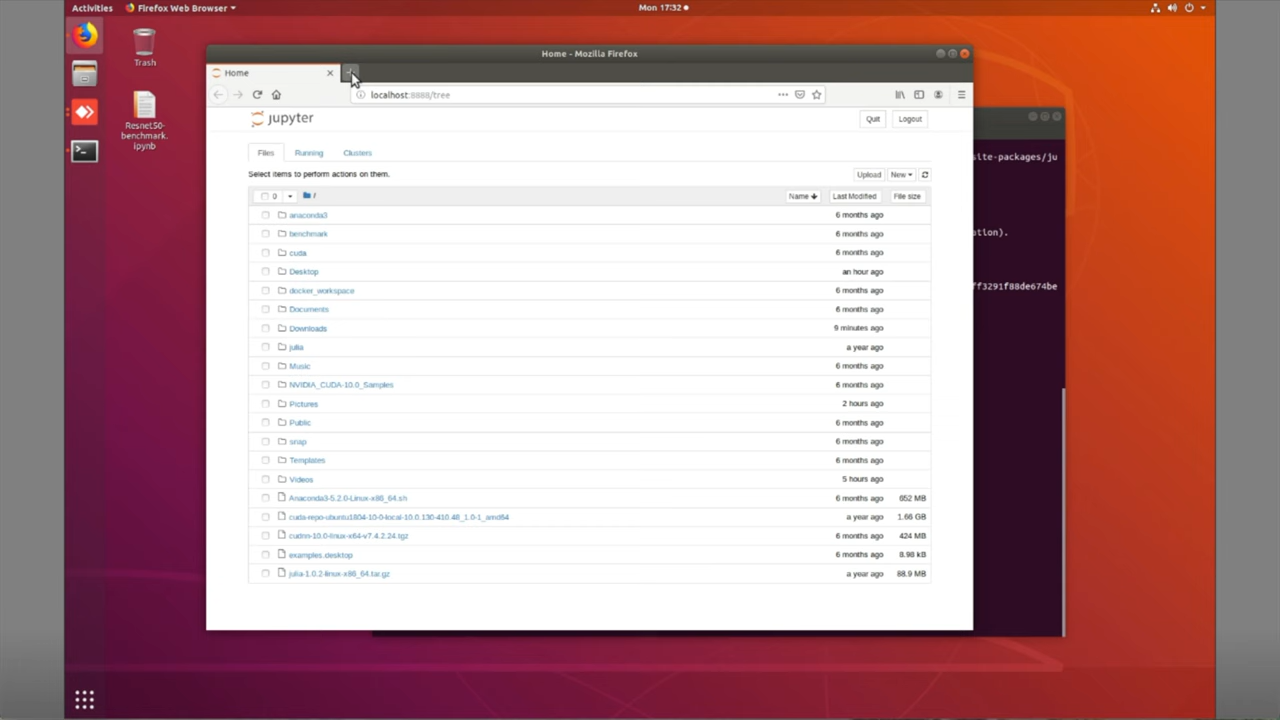 Activities Firefox Web Browser Mon 17:32
Trash
Resnet50-
benchmark.
ipynb
Home - Mozilla Firefox
Home
localhost:8888/tree
jupyter Quit Logout
Files Running Clusters
Select items to perform actions on them. Upload New
0 / Name Last Modified File size
anaconda3 6 months ago
benchmark 6 months ago
cuda 6 months ago
Desktop an hour ago
docker_workspace 6 months ago
Documents 6 months ago
Downloads 9 minutes ago
julia a year ago
Music 6 months ago
NVIDIA_CUDA-10.0_Samples 6 months ago
Pictures 2 hours ago
Public 6 months ago
snap 6 months ago
Templates 6 months ago
Videos 5 hours ago
Anaconda3-5.2.0-Linux-x86_64.sh 6 months ago 652 MB
cuda-repo-ubuntu1804-10-0-local-10.0.130-410.48_1.0-1_amd64 a year ago 1.66 GB
cudnn-10.0-linux-x64-v7.4.2.24.tgz 6 months ago 424 MB
examples.desktop 6 months ago 8.98 kB
julia-1.0.2-linux-x86_64.tar.gz a year ago 88.9 MB
site-packages/ju
ation).
ff3291f88de674be